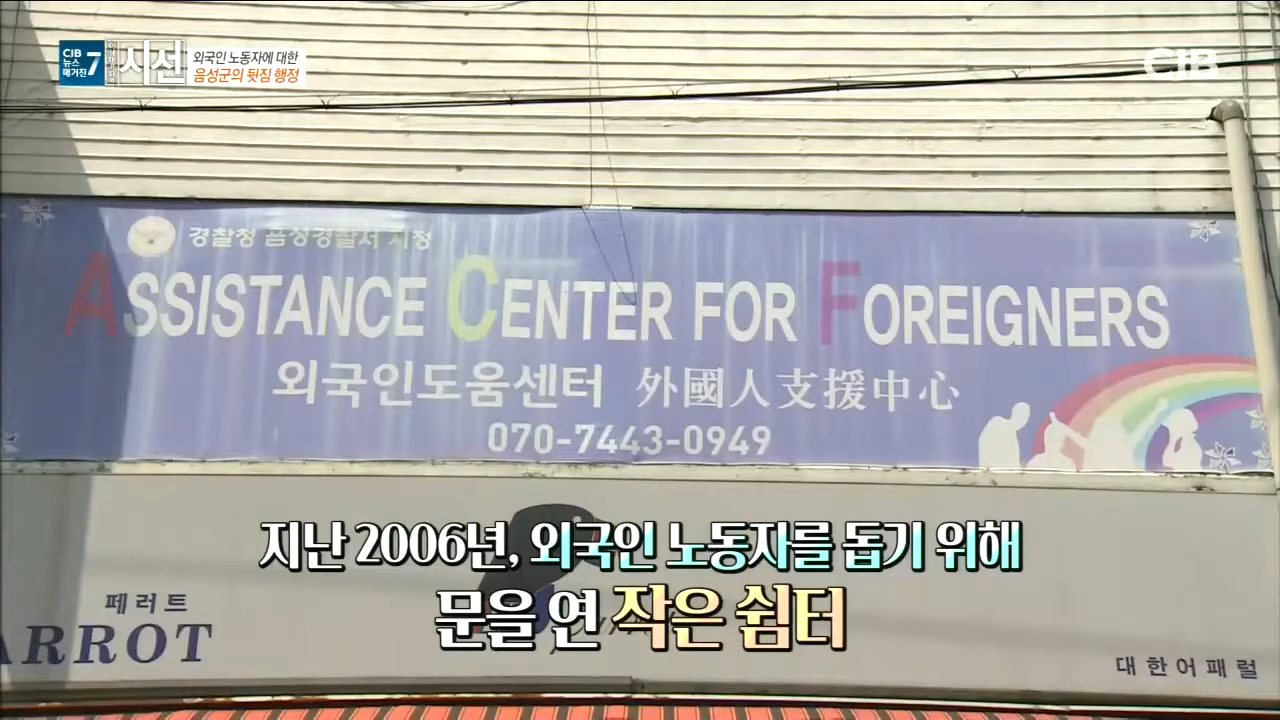 CJB
뉴스
매거진 7
시선
외국인 노동자에 대한
음성군의 뒷짐 행정
CJB
경찰청 음성경찰서 지정
ASSISTANCE CENTER FOR FOREIGNERS
외국인도움센터 外國人支援中心
070-7443-0949
지난 2006년, 외국인 노동자를 돕기 위해
문을 연 작은 쉼터
페러트
ARROT
대한어패럴